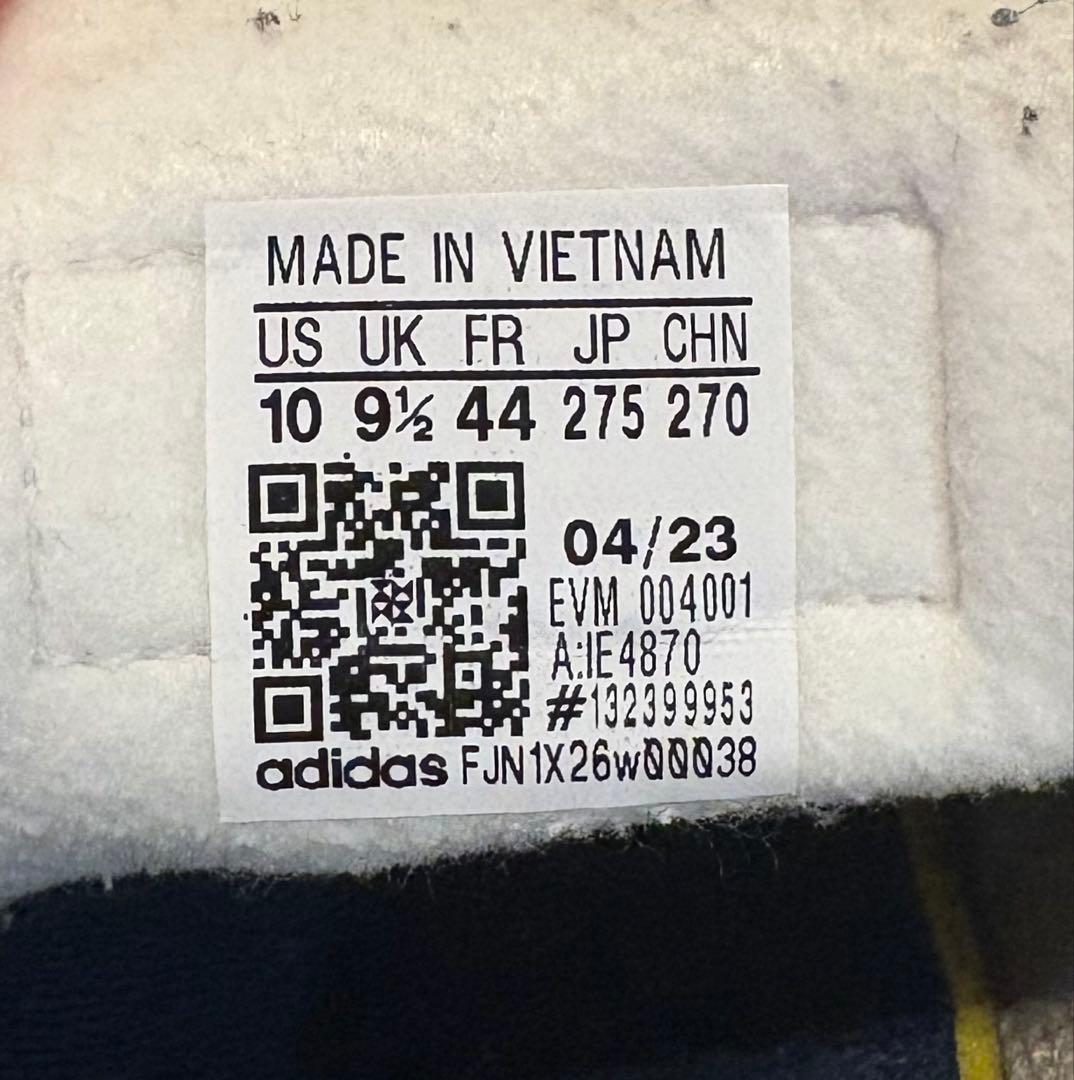 MADE IN VIETNAM
US UK FR JP CHN
10 9½ 44 275 270
04/23
EVM 004001
A:IE4870
#132399953
adidas FJN1X26w00038